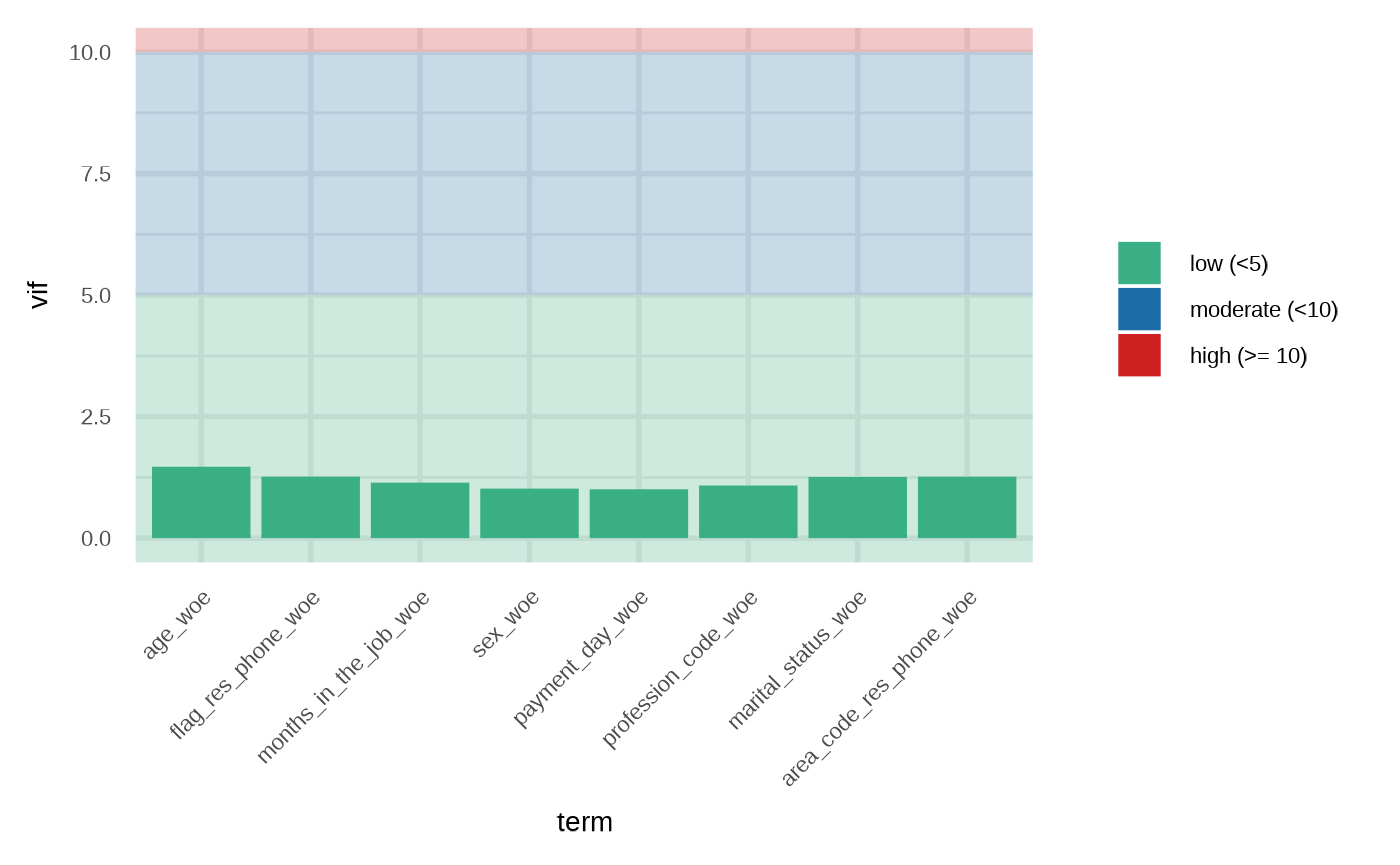 10.0
7.5
5.0
2.5
0.0
vif
age_woe
flag_res_phone_woe
months_in_the_job_woe
sex_woe
payment_day_woe
profession_code_woe
marital_status_woe
area_code_res_phone_woe
term
low (<5)
moderate (<10)
high (>= 10)